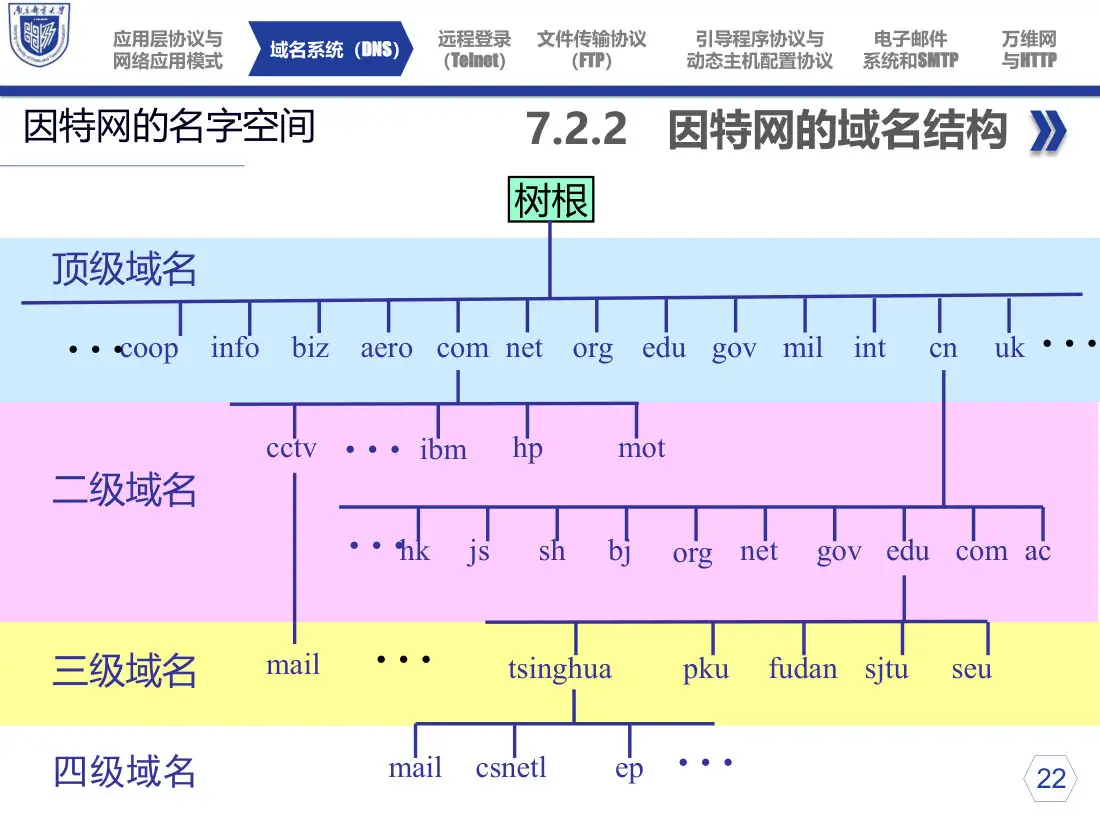 应用层协议与
网络应用模式
域名系统（DNS）
远程登录
（Telnet）
文件传输协议
（FTP）
引导程序协议与
动态主机配置协议
电子邮件
系统和SMTP
万维网
与HTTP
因特网的名字空间
7.2.2 因特网的域名结构
树根
顶级域名
···coop info biz aero com net org edu gov mil int cn uk ···
cctv ··· ibm hp mot
二级域名
···hk js sh bj org net gov edu com ac
三级域名 mail ··· tsinghua pku fudan sjtu seu
四级域名 mail csnetl ep ···
22